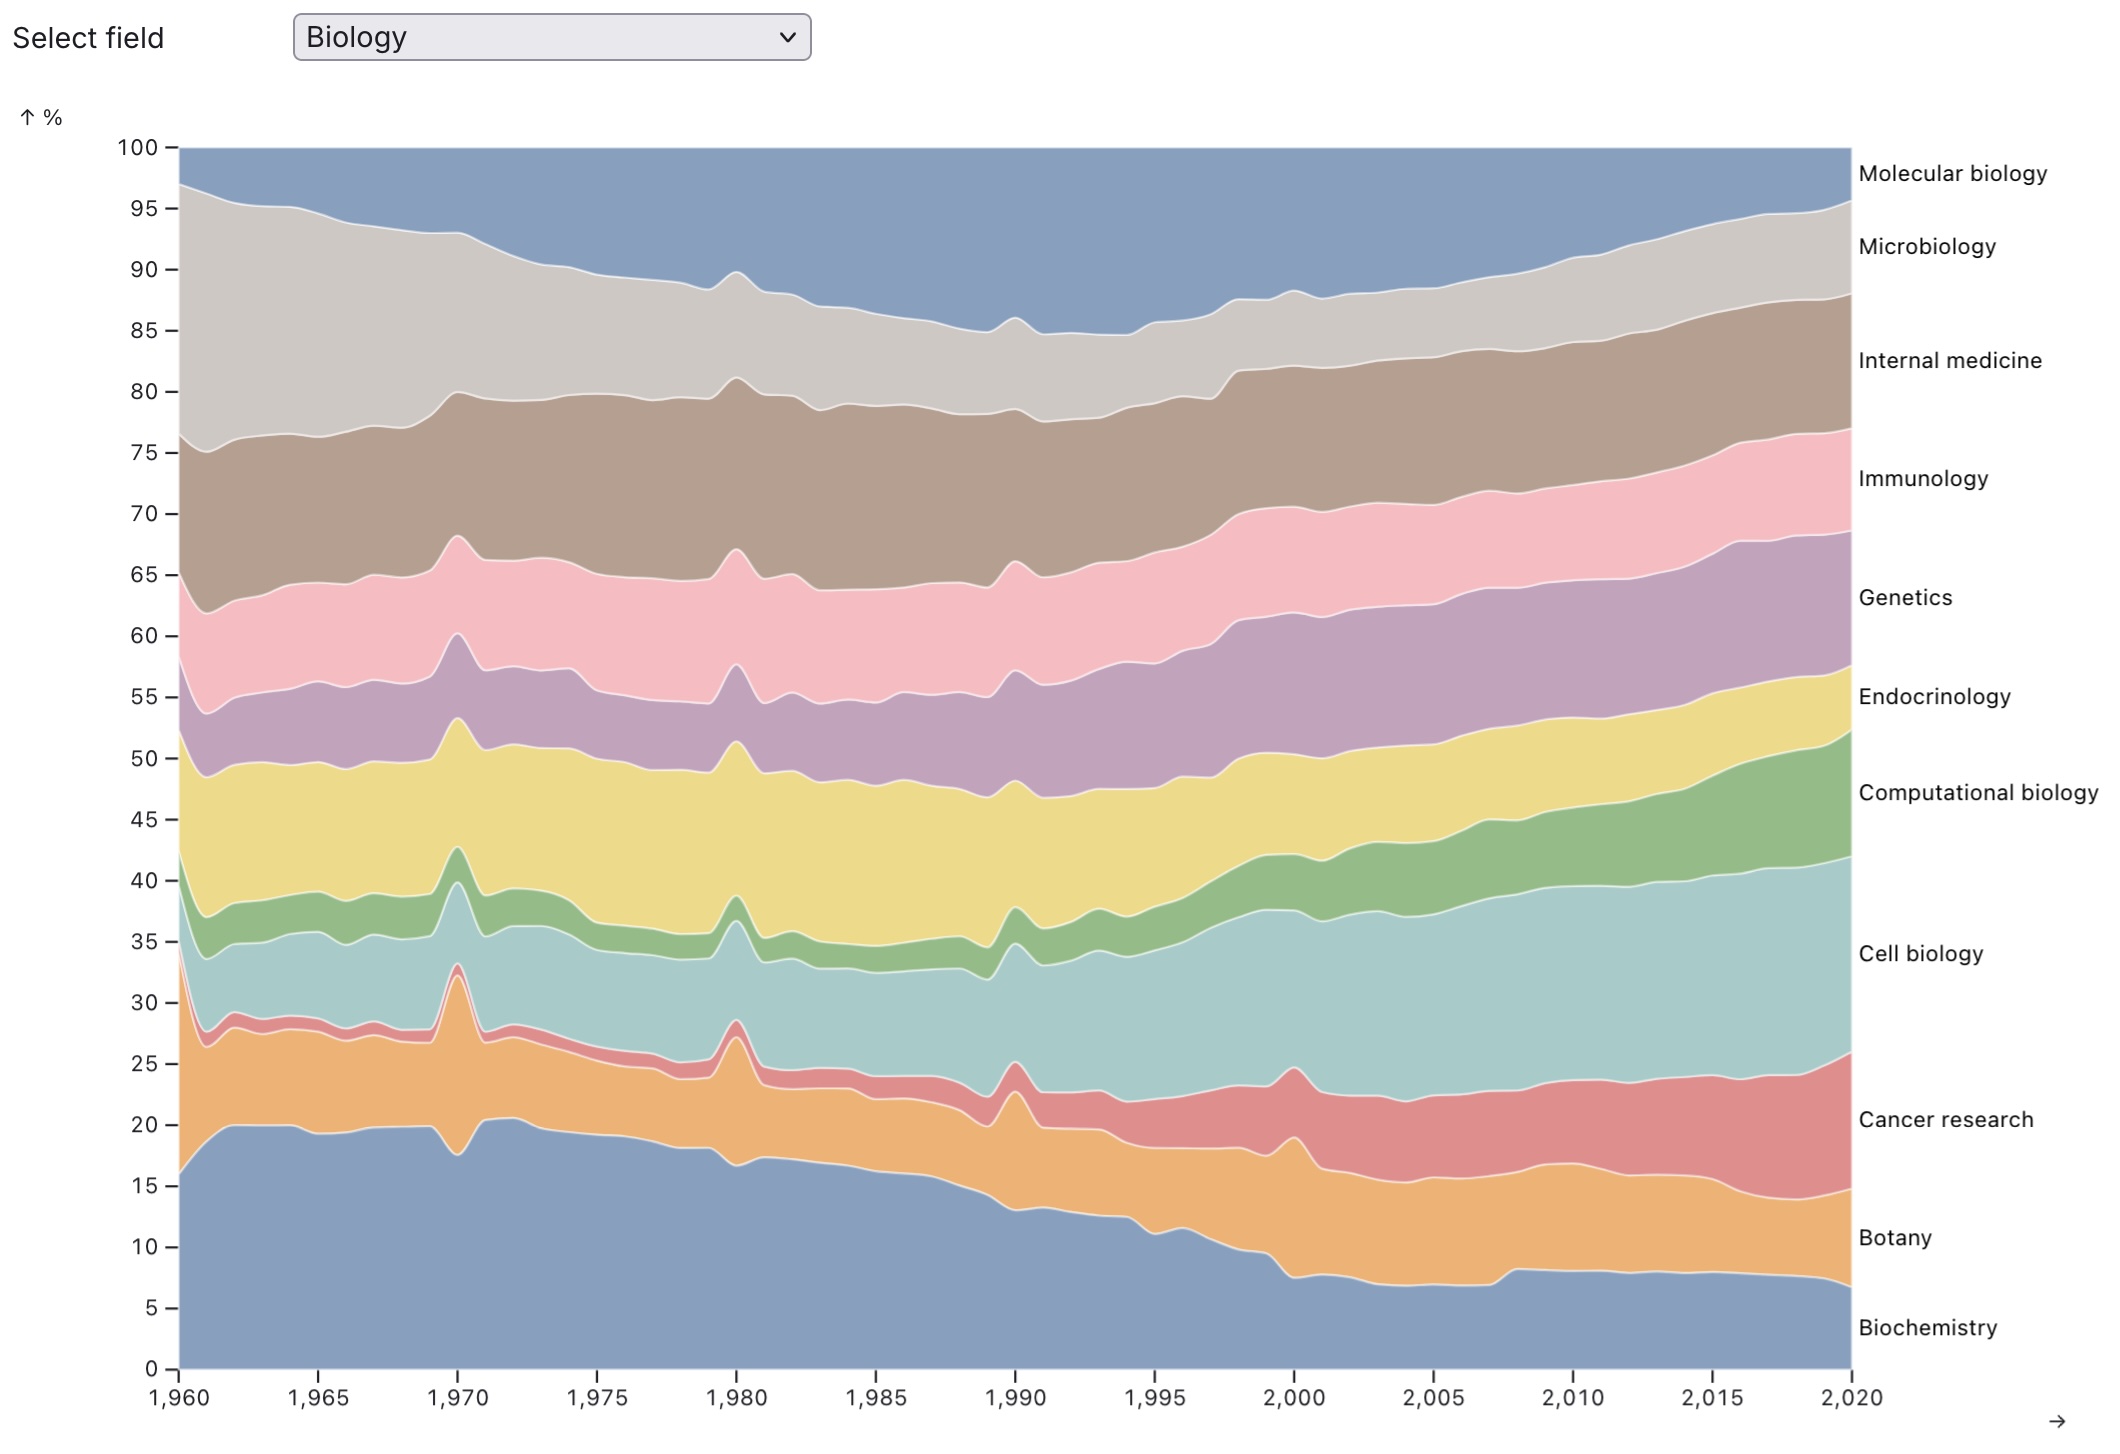 Select field Biology
↑ %
100
95
90
85
80
75
70
65
60
55
50
45
40
35
30
25
20
15
10
5
0
Molecular biology
Microbiology
Internal medicine
Immunology
Genetics
Endocrinology
Computational biology
Cell biology
Cancer research
Botany
Biochemistry
1,960 1,965 1,970 1,975 1,980 1,985 1,990 1,995 2,000 2,005 2,010 2,015 2,020
→